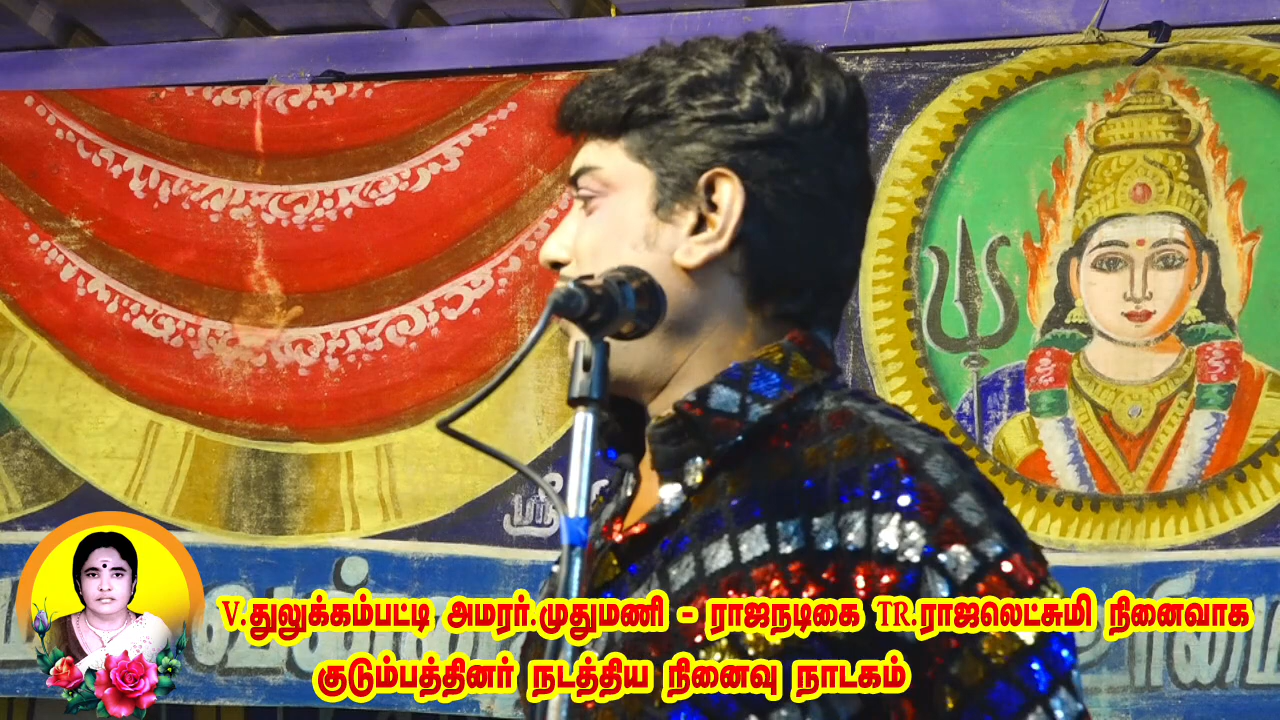 ஸ்ரீ
V.துலுக்கம்பட்டி அமரர்.முதுமணி - ராஜநடிகை TR.ராஜலெட்சுமி நினைவாக
குடும்பத்தினர் நடத்திய நினைவு நாடகம்